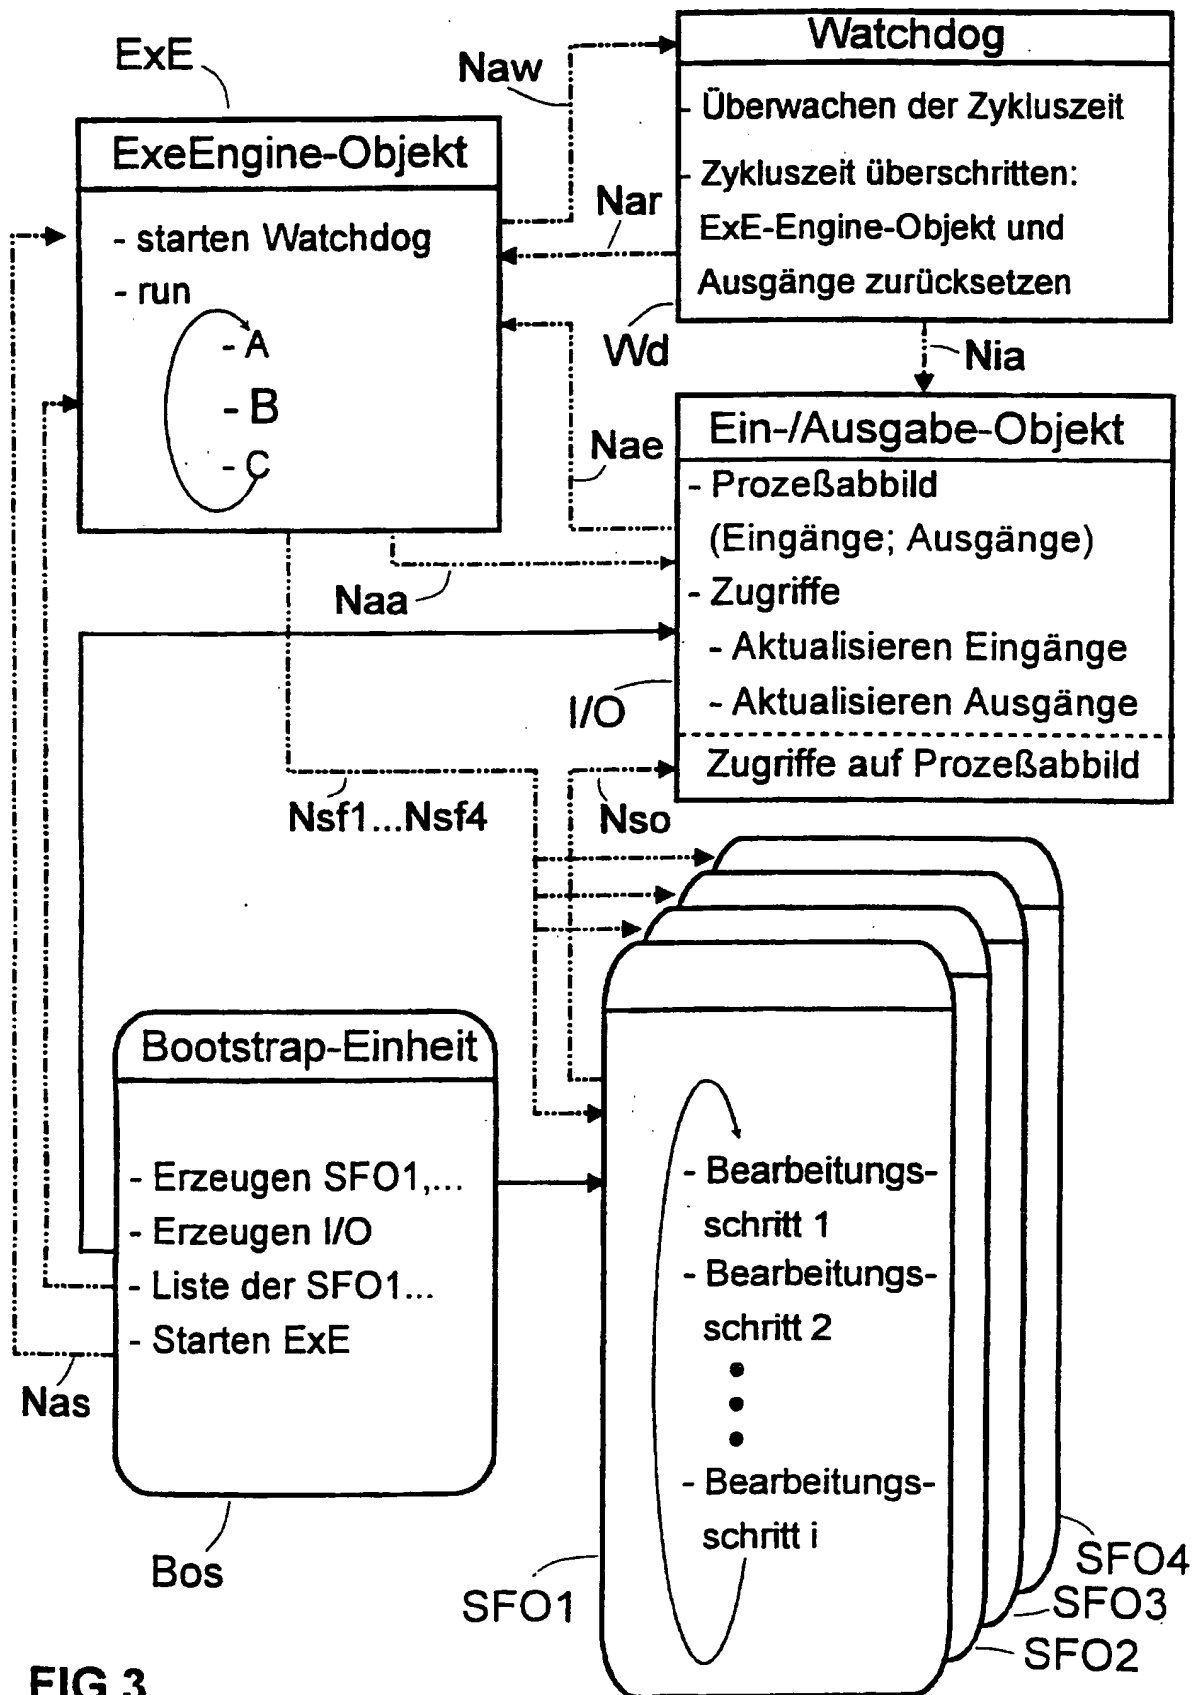 ExE
Naw
Watchdog
- Überwachen der Zykluszeit
- Zykluszeit überschritten:
ExE-Engine-Objekt und
Ausgänge zurücksetzen
Wd
Nar
ExeEngine-Objekt
- starten Watchdog
- run
- A
- B
- C
Nia
Nae
Naa
Ein-/Ausgabe-Objekt
- Prozeßabbild
(Eingänge; Ausgänge)
- Zugriffe
- Aktualisieren Eingänge
- Aktualisieren Ausgänge
Zugriffe auf Prozeßabbild
I/O
Nsf1...Nsf4
Nso
Bootstrap-Einheit
- Erzeugen SFO1,...
- Erzeugen I/O
- Liste der SFO1...
- Starten ExE
Nas
Bos
- Bearbeitungs-
schritt 1
- Bearbeitungs-
schritt 2
- Bearbeitungs-
schritt i
SFO1
SFO4
SFO3
SFO2
FIG 3